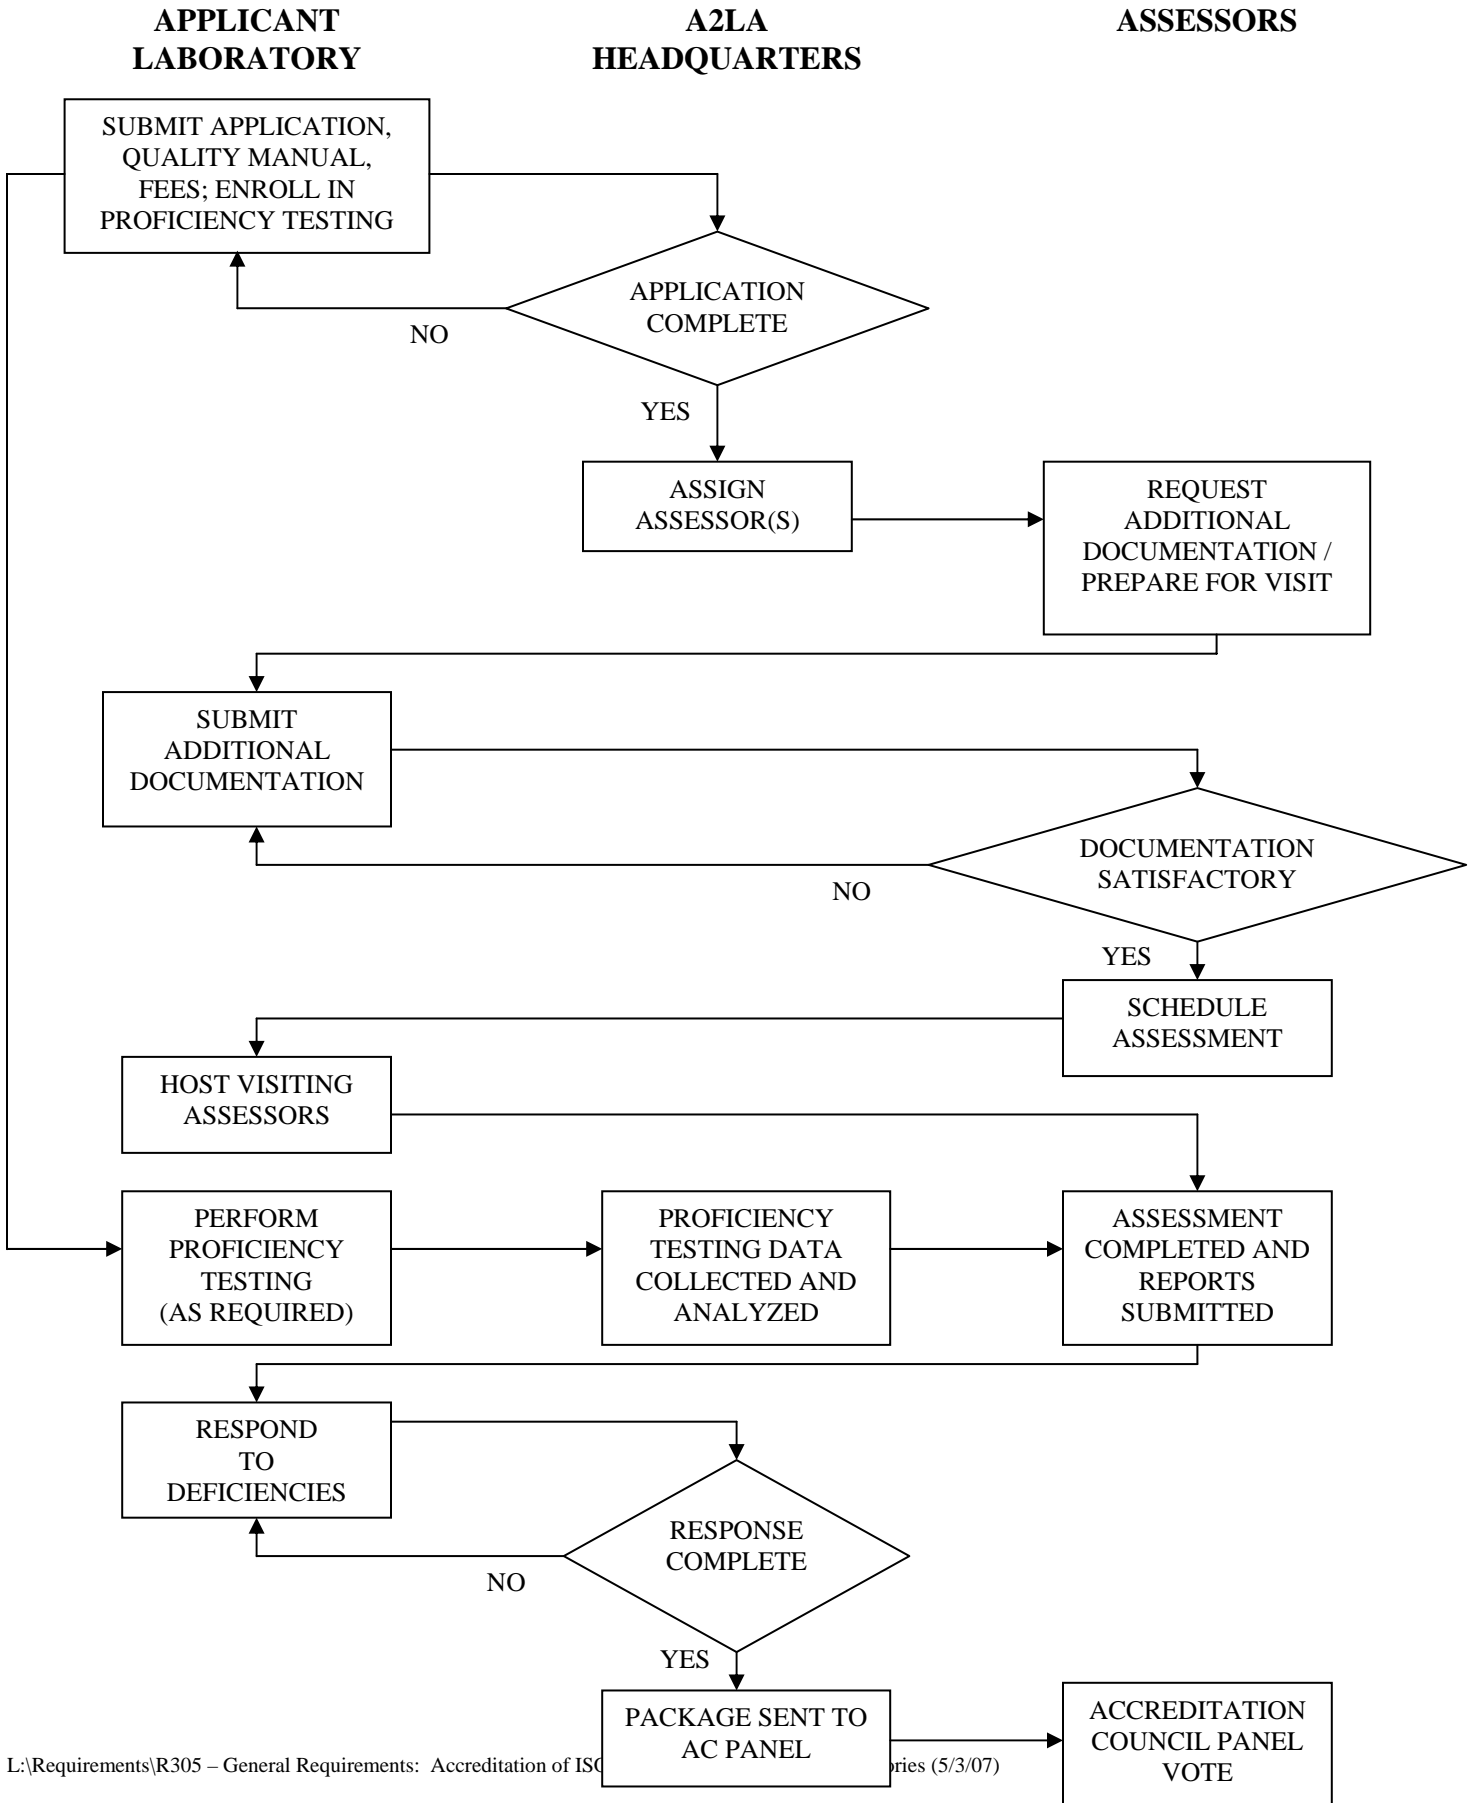 APPLICANT
LABORATORY
A2LA
HEADQUARTERS
ASSESSORS
SUBMIT APPLICATION,
QUALITY MANUAL,
FEES; ENROLL IN
PROFICIENCY TESTING
APPLICATION
COMPLETE
NO
YES
ASSIGN
ASSESSOR(S)
REQUEST
ADDITIONAL
DOCUMENTATION /
PREPARE FOR VISIT
SUBMIT
ADDITIONAL
DOCUMENTATION
DOCUMENTATION
SATISFACTORY
NO
YES
SCHEDULE
ASSESSMENT
HOST VISITING
ASSESSORS
PERFORM
PROFICIENCY
TESTING
(AS REQUIRED)
PROFICIENCY
TESTING DATA
COLLECTED AND
ANALYZED
ASSESSMENT
COMPLETED AND
REPORTS
SUBMITTED
RESPOND
TO
DEFICIENCIES
RESPONSE
COMPLETE
NO
YES
PACKAGE SENT TO
AC PANEL
ACCREDITATION
COUNCIL PANEL
VOTE
L:\Requirements\R305 – General Requirements: Accreditation of (5/3/07)